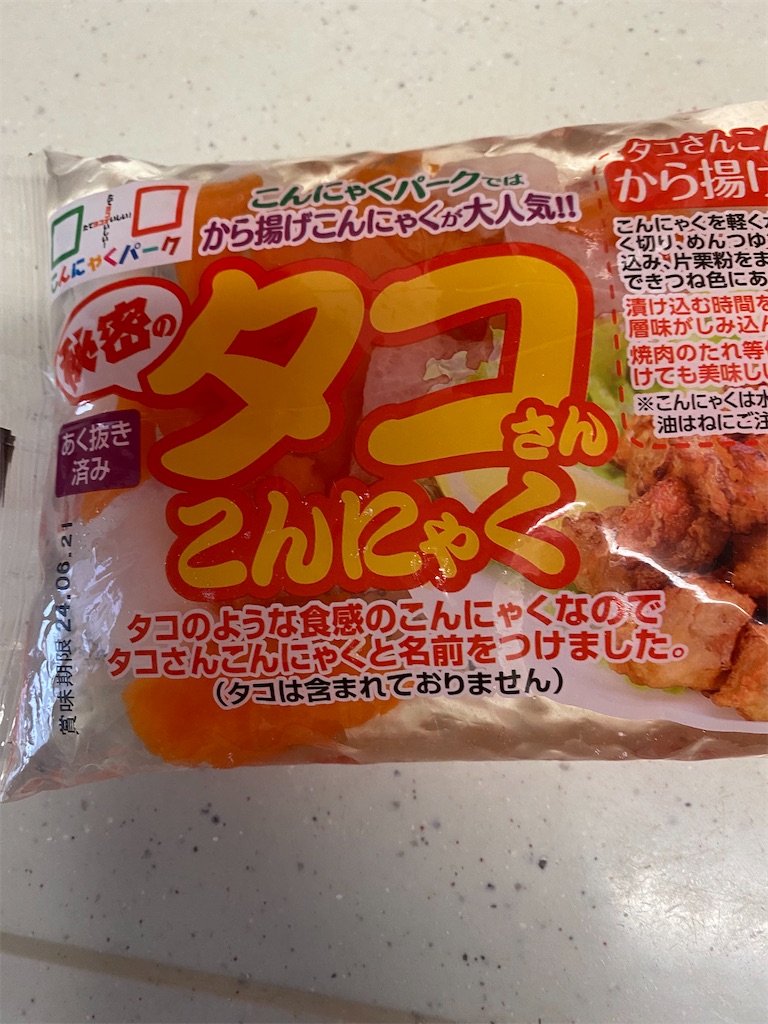 こんにゃくパーク
こんにゃくパークでは
から揚げこんにゃくが大人気!!
秘密の
タコさん
こんにゃく
あく抜き
済み
賞味期限 24.06.21
タコのような食感のこんにゃくなので
タコさんこんにゃくと名前をつけました。
(タコは含まれておりません)
タコさんこん
から揚げ
こんにゃくを軽く
く切り、めんつゆ
込み、片栗粉をま
できつね色にあ
漬け込む時間を
層味がじみ込ん
焼肉のたれ等
けても美味しい
※こんにゃくは水
油はねにご注